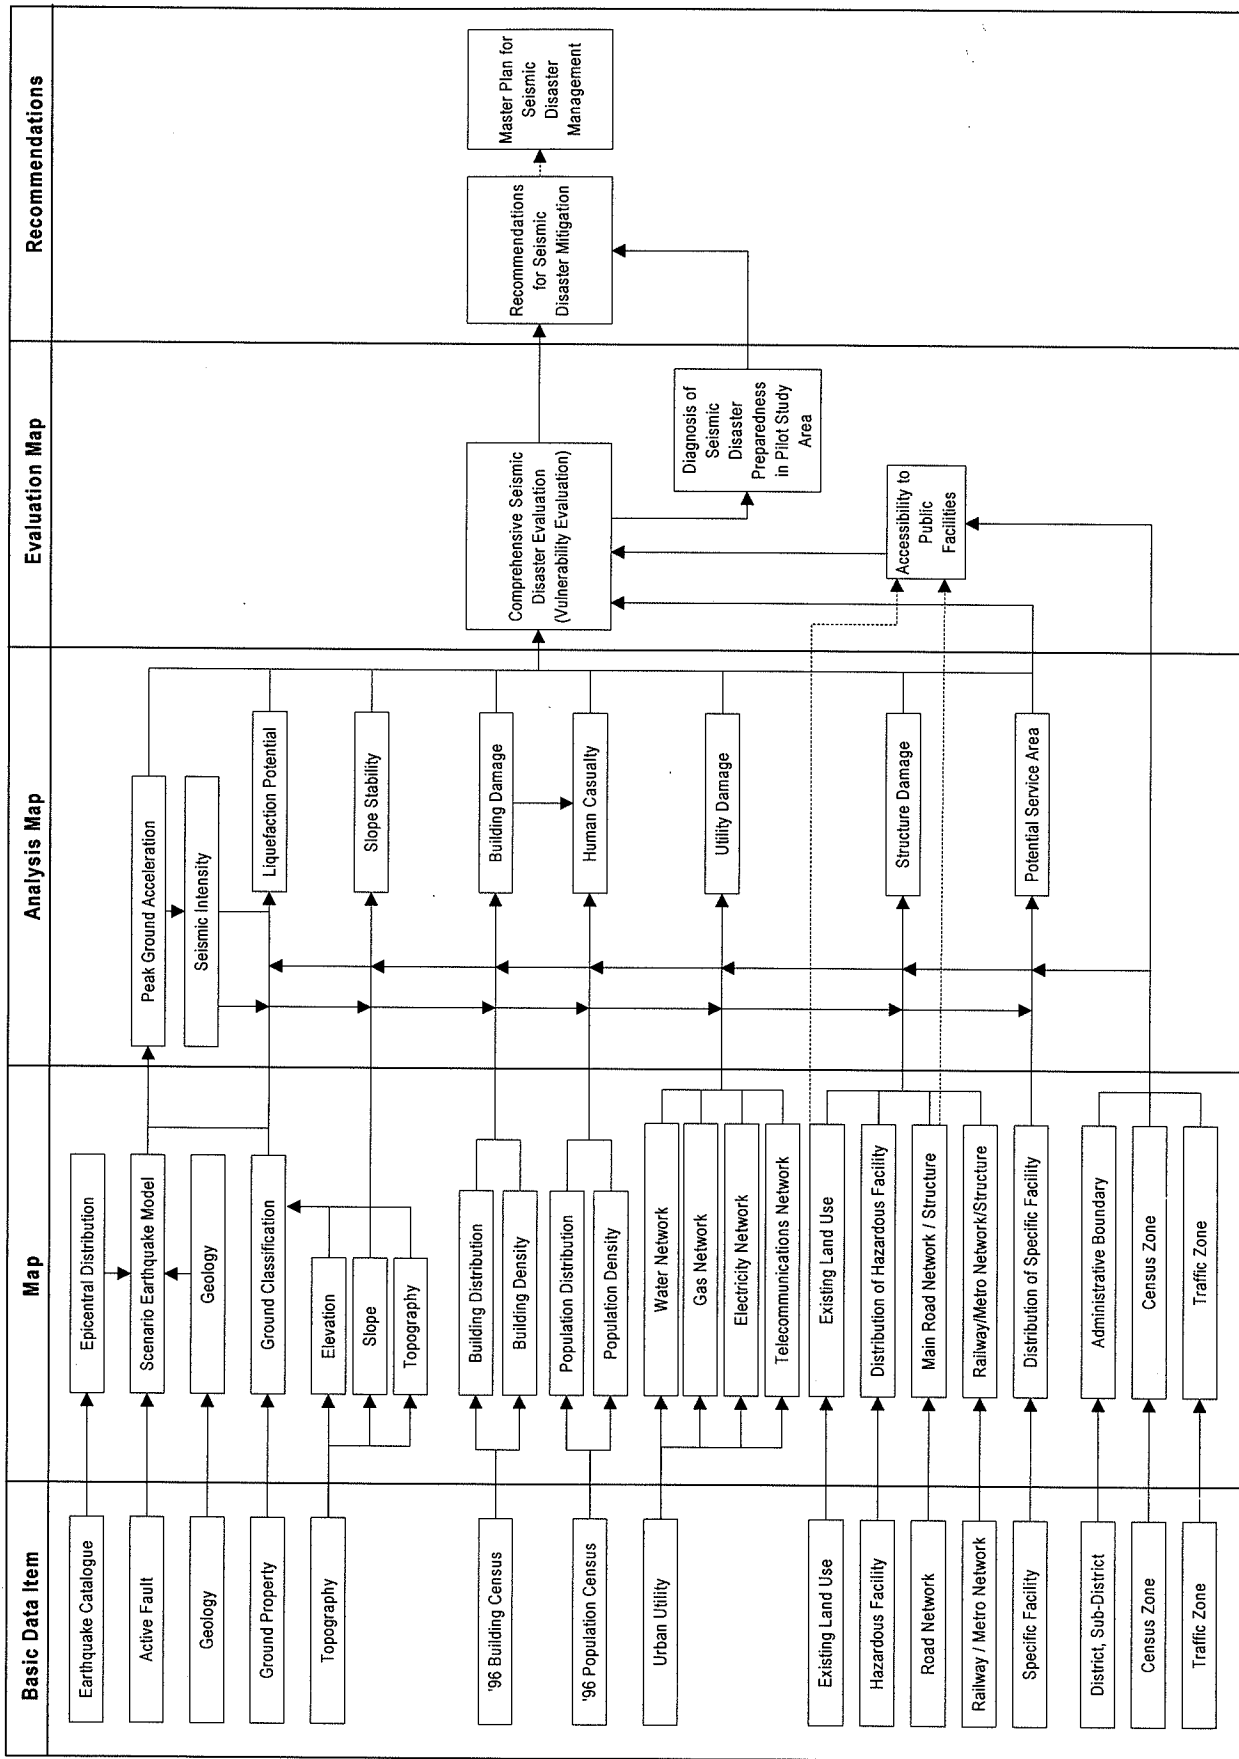 Basic Data Item
Map
Analysis Map
Evaluation Map
Recommendations
Earthquake Catalogue
Active Fault
Geology
Ground Property
Topography
'96 Building Census
'96 Population Census
Urban Utility
Existing Land Use
Hazardous Facility
Road Network
Railway / Metro Network
Specific Facility
District, Sub-District
Census Zone
Traffic Zone
Epicentral Distribution
Scenario Earthquake Model
Geology
Ground Classification
Elevation
Slope
Topography
Building Distribution
Building Density
Population Distribution
Population Density
Water Network
Gas Network
Electricity Network
Telecommunications Network
Existing Land Use
Distribution of Hazardous Facility
Main Road Network / Structure
Railway/Metro Network/Structure
Distribution of Specific Facility
Administrative Boundary
Census Zone
Traffic Zone
Peak Ground Acceleration
Seismic Intensity
Liquefaction Potential
Slope Stability
Building Damage
Human Casualty
Utility Damage
Structure Damage
Potential Service Area
Comprehensive Seismic
Disaster Evaluation
(Vulnerability Evaluation)
Diagnosis of
Seismic
Disaster
Preparedness
in Pilot Study
Area
Accessibility to
Public
Facilities
Recommendations
for Seismic
Disaster Mitigation
Master Plan for
Seismic
Disaster
Management